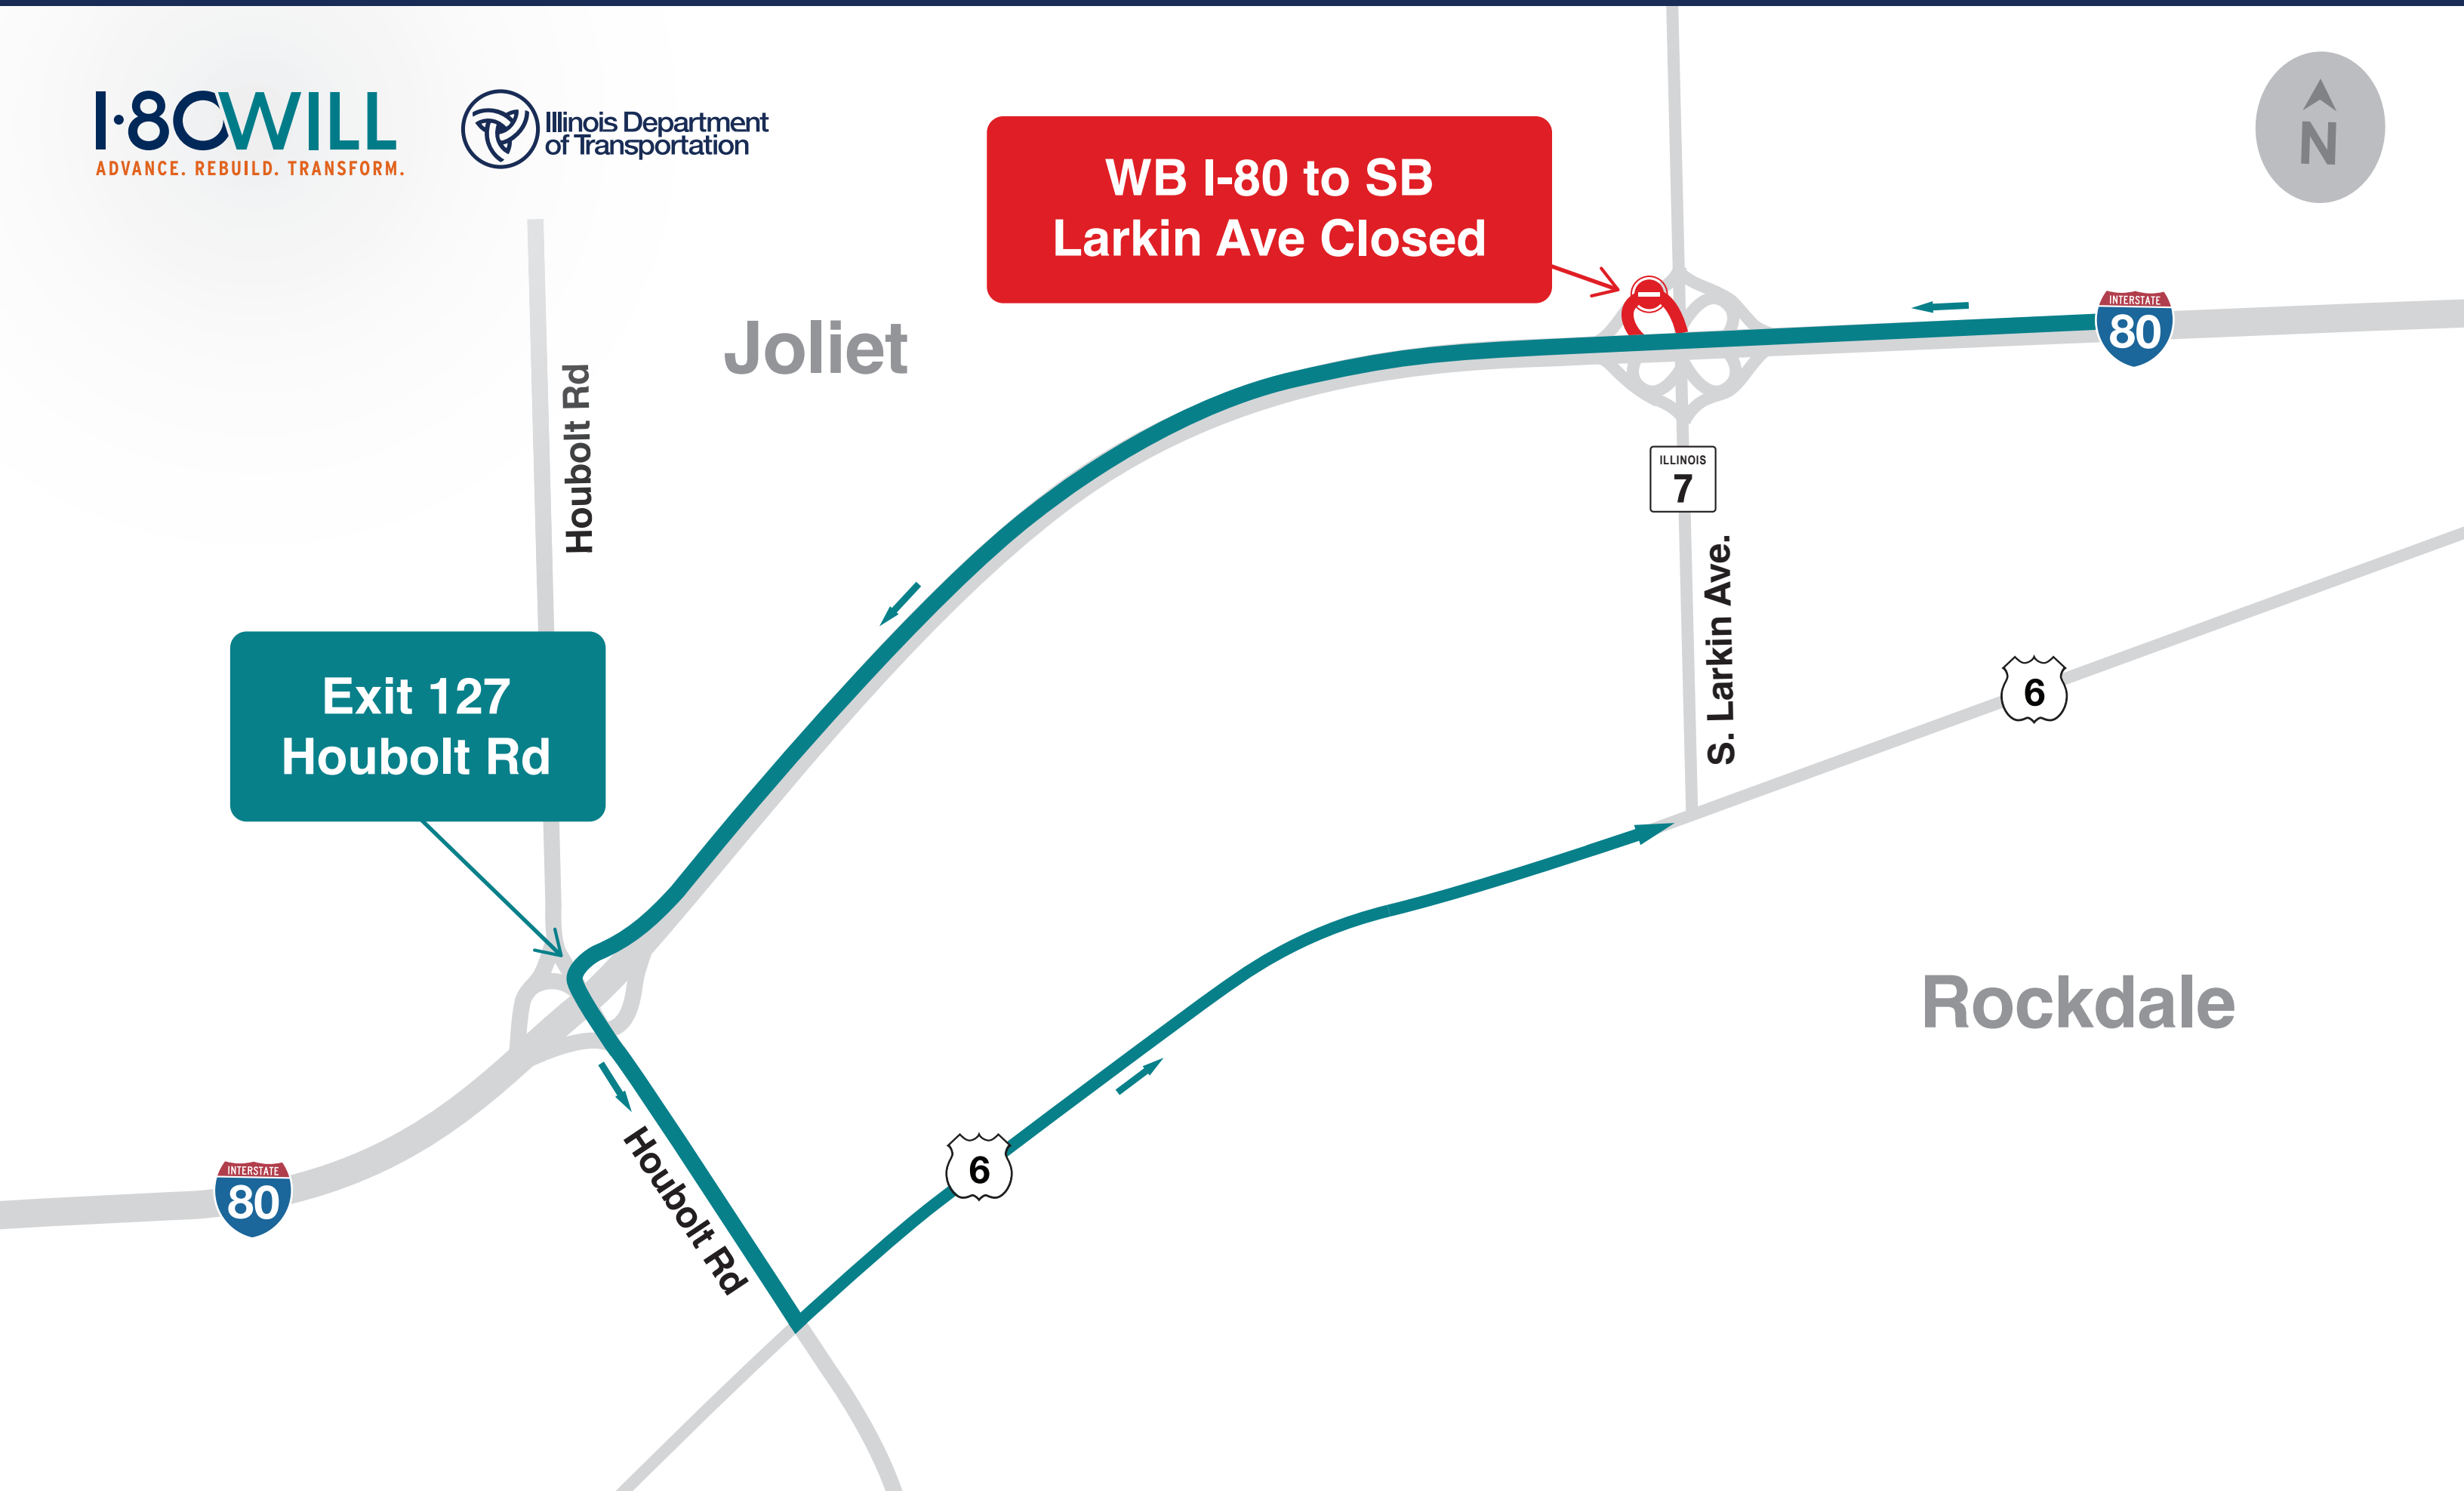 I·80WILL
ADVANCE. REBUILD. TRANSFORM.
Illinois Department
of Transportation
WB I-80 to SB
Larkin Ave Closed
N
INTERSTATE
80
Joliet
Houbolt Rd
ILLINOIS
7
S. Larkin Ave.
Exit 127
Houbolt Rd
6
Rockdale
6
INTERSTATE
80
Houbolt Rd